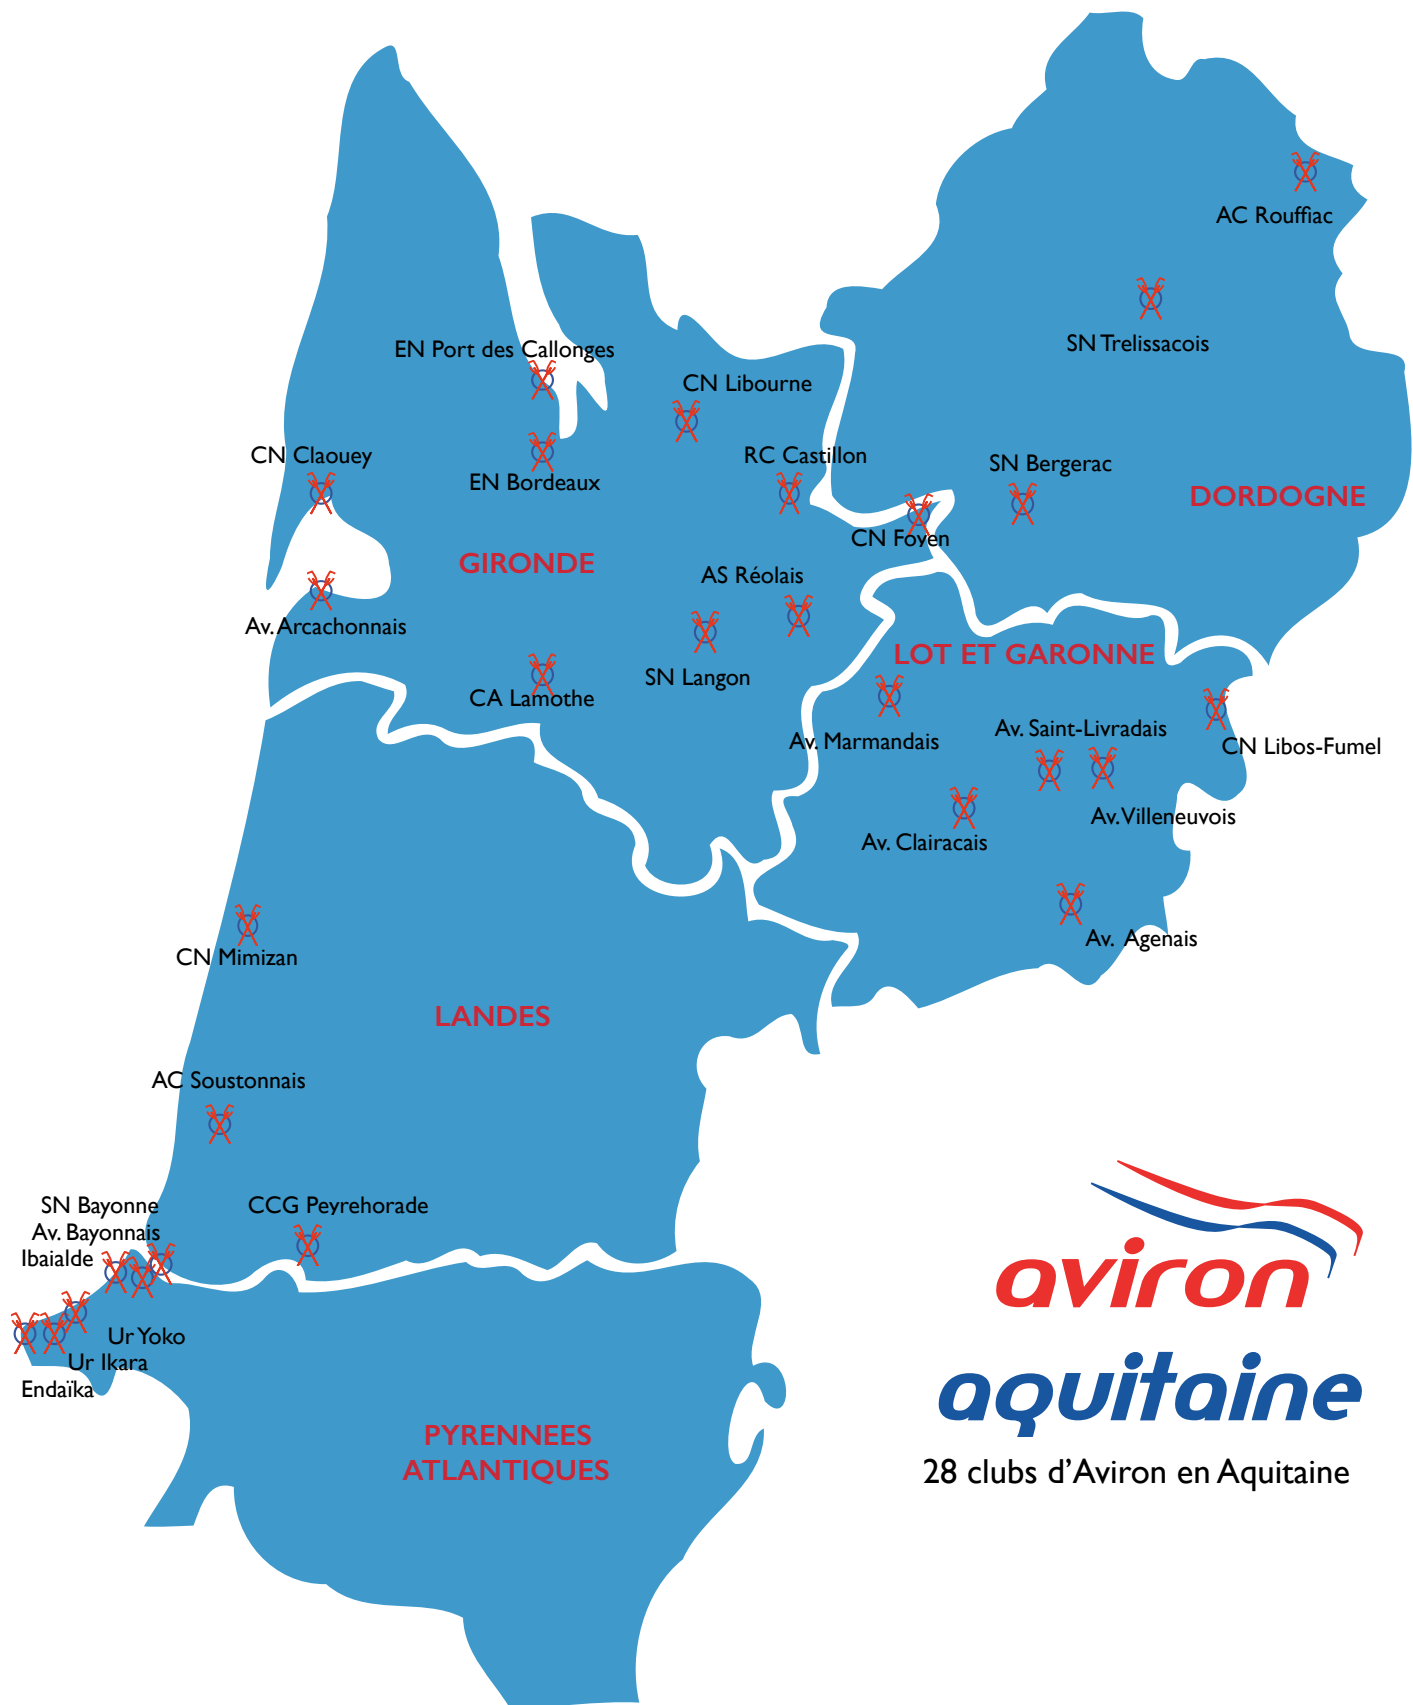 AC Rouffiac
SN Trelissacois
EN Port des Callonges
CN Libourne
CN Claouey
RC Castillon
SN Bergerac
EN Bordeaux
DORDOGNE
CN Foyen
GIRONDE
AS Réolais
Av. Arcachonnais
LOT ET GARONNE
SN Langon
CA Lamothe
Av. Marmandais
Av. Saint-Livradais
CN Libos-Fumel
Av. Villeneuvois
Av. Clairacais
Av. Agenais
CN Mimizan
LANDES
AC Soustonnais
SN Bayonne
CCG Peyrehorade
Av. Bayonnais
Ibaialde
Ur Yoko
Ur Ikara
Endaïka
aviron
aquitaine
PYRENNEES
ATLANTIQUES
28 clubs d'Aviron en Aquitaine